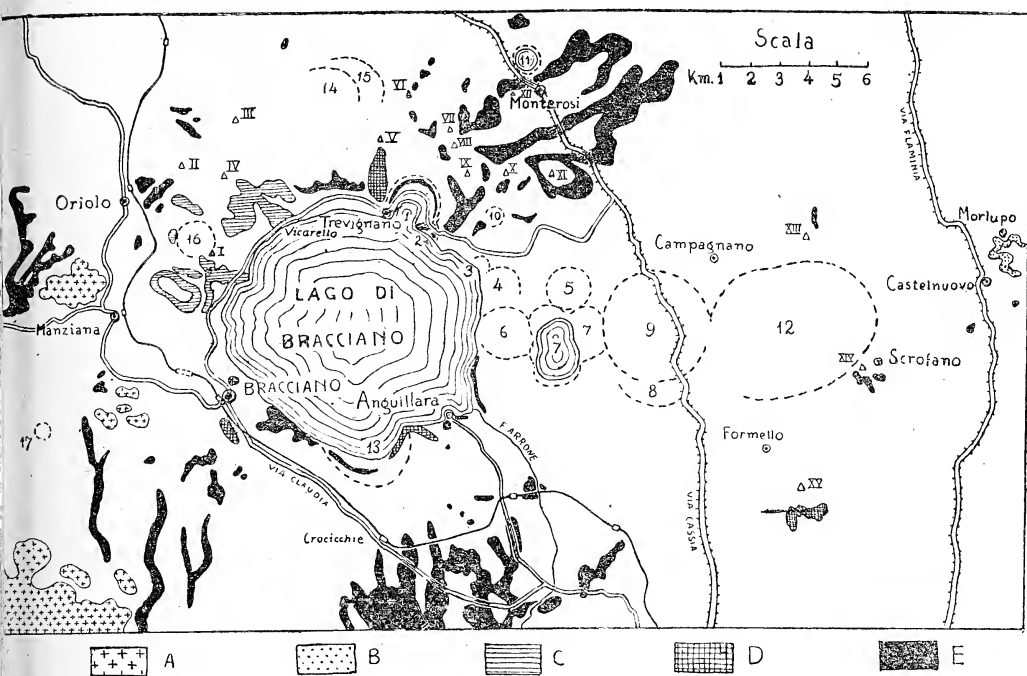 Scala
Km. 1 2 3 4 5 6
14
15
VI
11
XII
Monterosi
III
V
VII
VIII
IX
X
XI
II
IV
Oriolo
Trevignano
1
2
Vicarello
10
16
I
3
VIA FLAMINIA
Morlupo
XIII
Campagnano
Castelnuovo
4
5
LAGO DI
BRACCIANO
6
7
7
9
12
Manziana
XIV
Scrofano
8
BRACCIANO
Anguillara
17
13
FARRONE
Formello
VIA CLAUDIA
VIA CASSIA
XV
Crocicchie
A
B
C
D
E